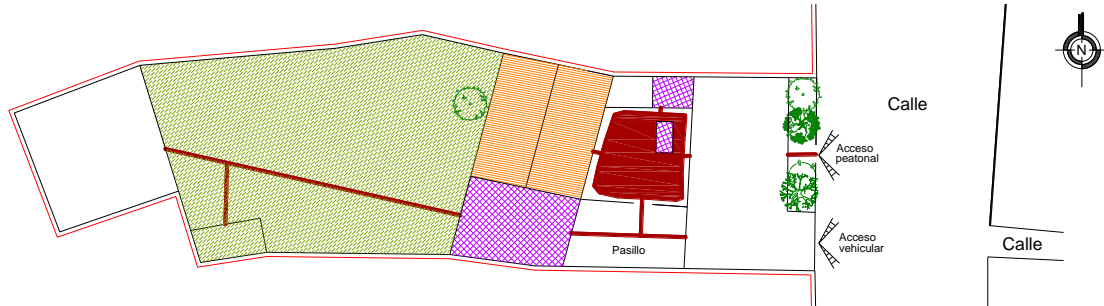 N
Calle
Acceso
peatonal
Acceso
vehicular
Calle
Pasillo